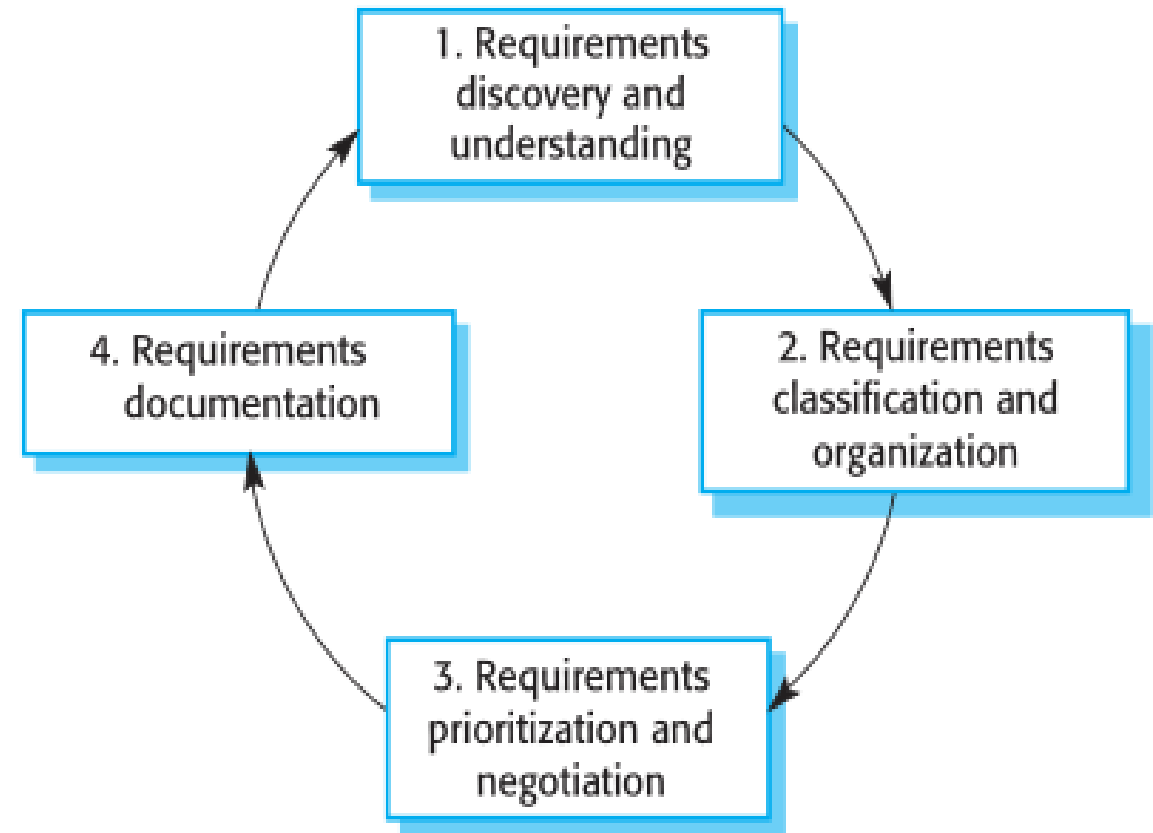 1. Requirements
discovery and
understanding
2. Requirements
classification and
organization
3. Requirements
prioritization and
negotiation
4. Requirements
documentation